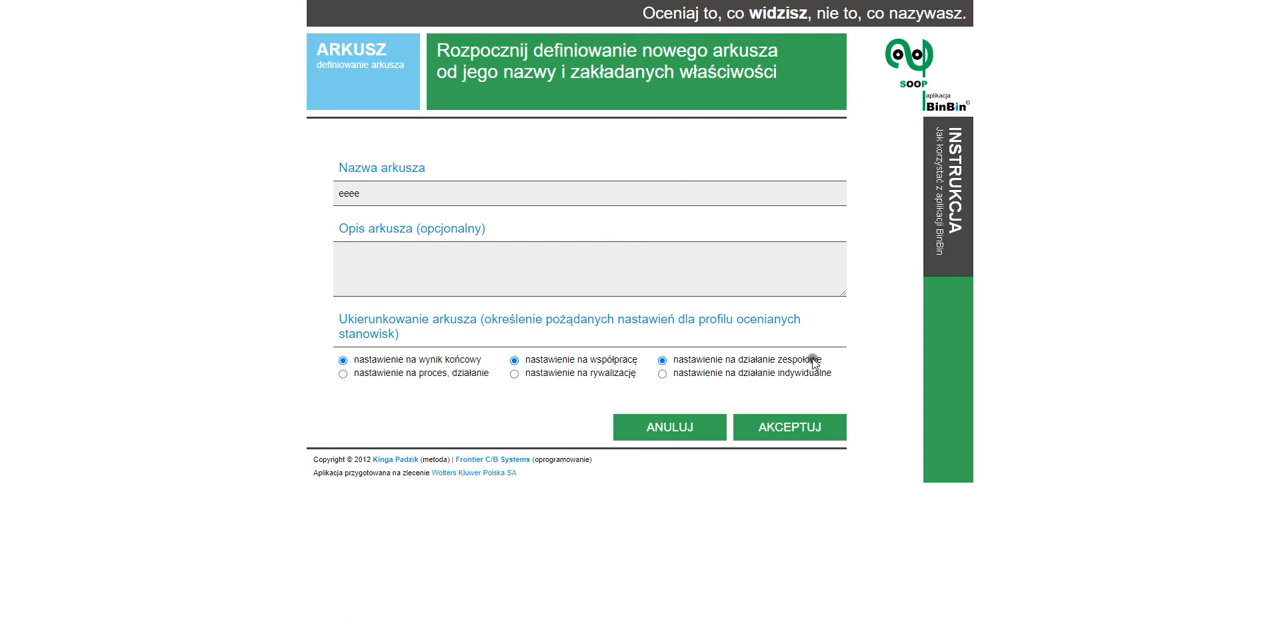 Oceniaj to, co widzisz, nie to, co nazywasz.
ARKUSZ
definiowanie arkusza
Rozpocznij definiowanie nowego arkusza
od jego nazwy i zakładanych właściwości
SOOP
aplikacja
BinBin©
INSTRUKCJA
Jak korzystać z aplikacji BinBin
Nazwa arkusza
eeee
Opis arkusza (opcjonalny)
Ukierunkowanie arkusza (określenie pożądanych nastawień dla profilu ocenianych
stanowisk)
nastawienie na wynik końcowy nastawienie na współpracę nastawienie na działanie zespołowe
nastawienie na proces, działanie nastawienie na rywalizację nastawienie na działanie indywidualne
ANULUJ AKCEPTUJ
Copyright © 2012 Kinga Padzik (metoda) | Frontier C/B Systems (oprogramowanie)
Aplikacja przygotowana na zlecenie Wolters Kluwer Polska SA